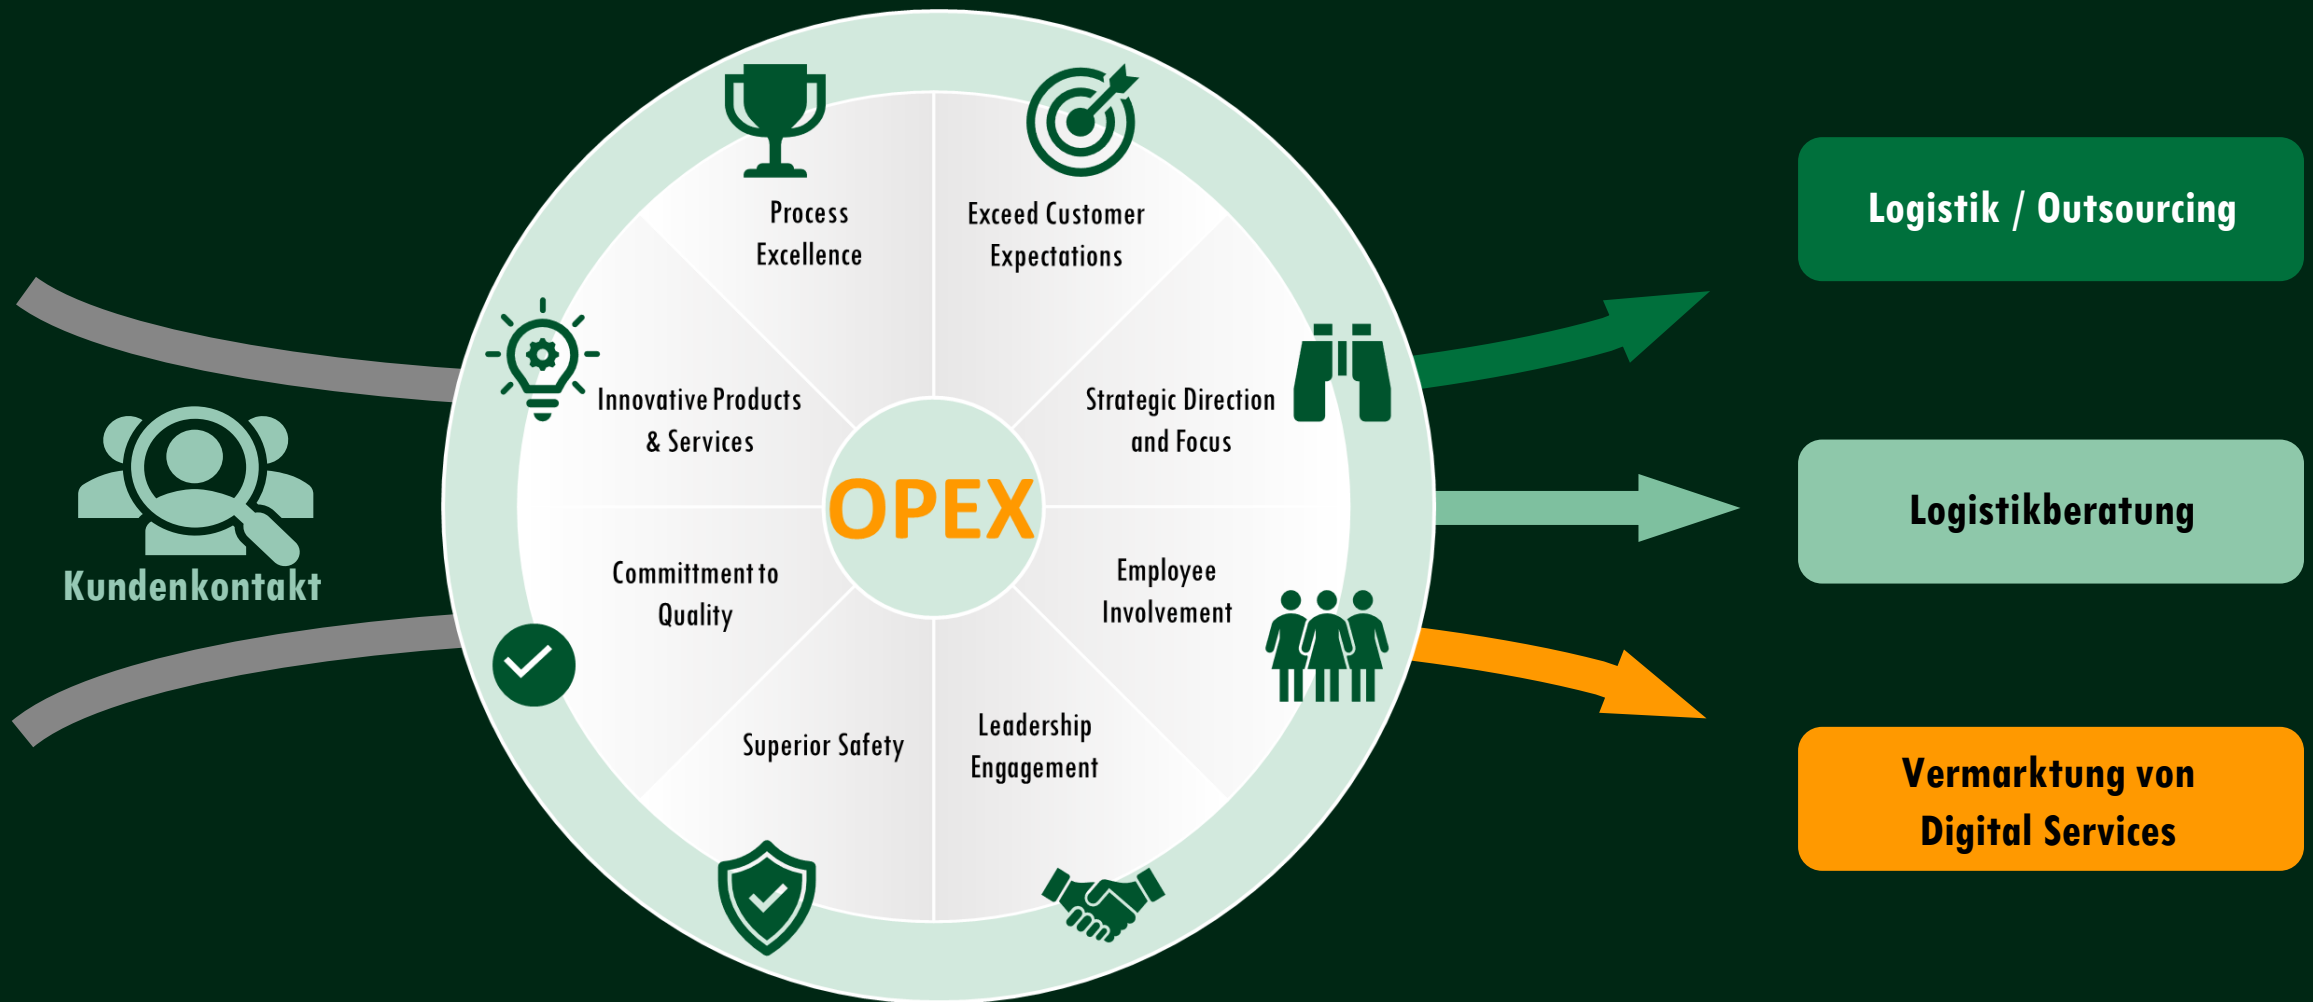 Kundenkontakt
Process
Excellence
Exceed Customer
Expectations
Innovative Products
& Services
Strategic Direction
and Focus
OPEX
Committment to
Quality
Employee
Involvement
Superior Safety
Leadership
Engagement
Logistik / Outsourcing
Logistikberatung
Vermarktung von
Digital Services